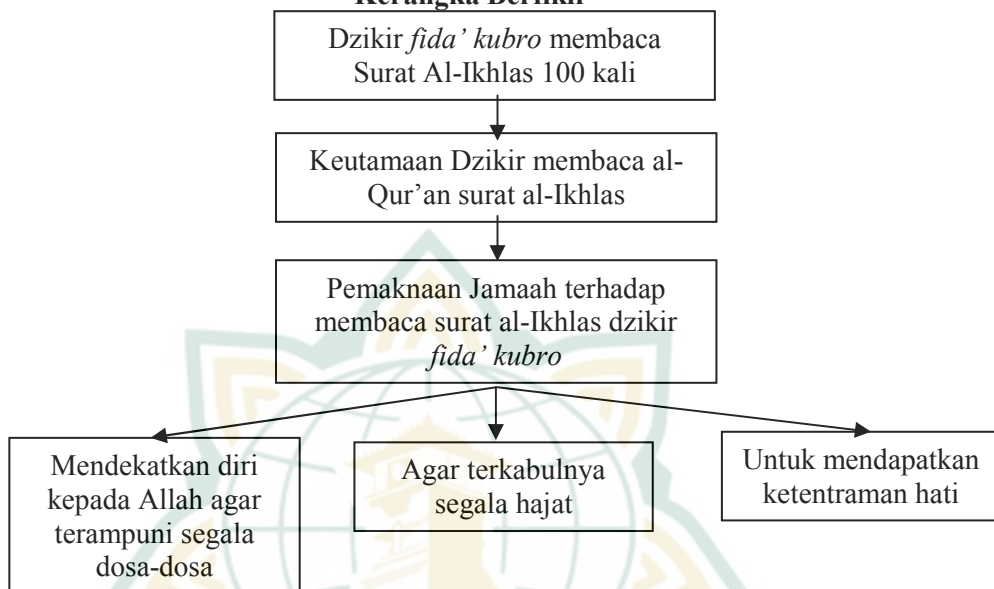 Kerangka Berfikir
Dzikir fida’ kubro membaca
Surat Al-Ikhlas 100 kali
Keutamaan Dzikir membaca al-
Qur’an surat al-Ikhlas
Pemaknaan Jamaah terhadap
membaca surat al-Ikhlas dzikir
fida’ kubro
Mendekatkan diri
kepada Allah agar
terampuni segala
dosa-dosa
Agar terkabulnya
segala hajat
Untuk mendapatkan
ketentraman hati